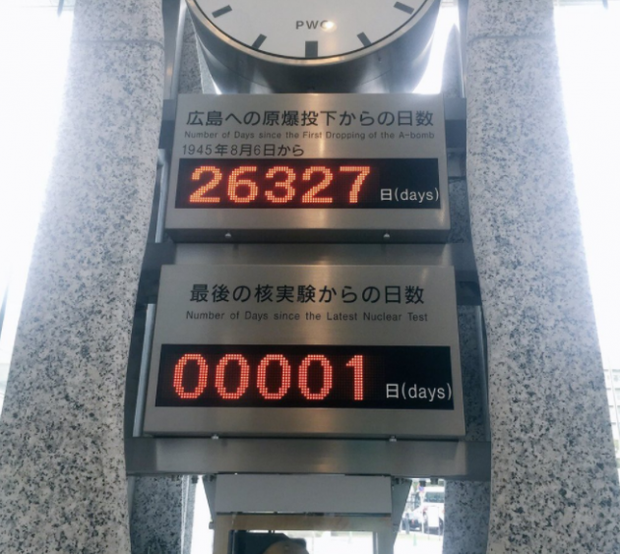 PWC
広島への原爆投下からの日数
Number of Days since the First Dropping of the A-bomb
1945年8月6日から
26327 日(days)
最後の核実験からの日数
Number of Days since the Latest Nuclear Test
00001 日(days)